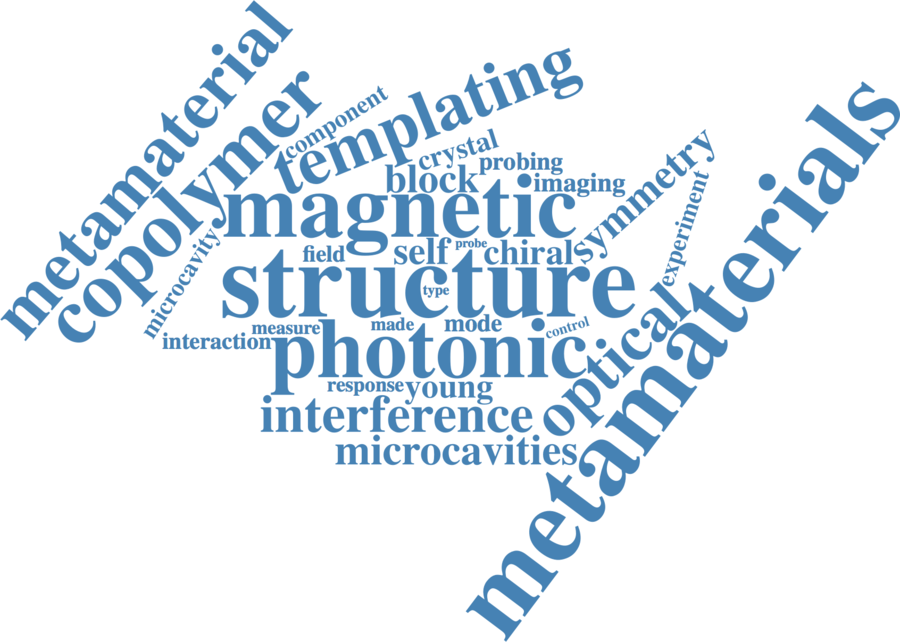 metamaterial
copolymer
component
templating
crystal
probing
block
imaging
magnetic
symmetry
experiment
microcavity
field
self
probe
chiral
structure
type
metamaterials
interaction
measure
made
mode
control
photonic
optical
response
young
interference
microcavities